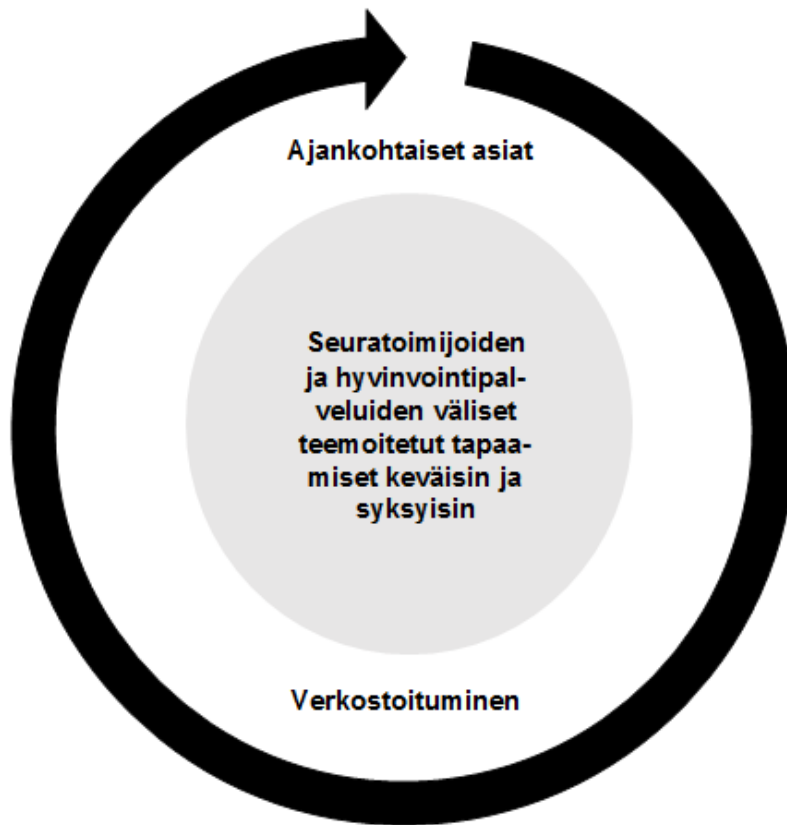 Ajankohtaiset asiat
Seuratoimijoiden
ja hyvinvointipal-
veluiden väliset
teemoitetut tapaa-
miset keväisin ja
syksyisin
Verkostoituminen